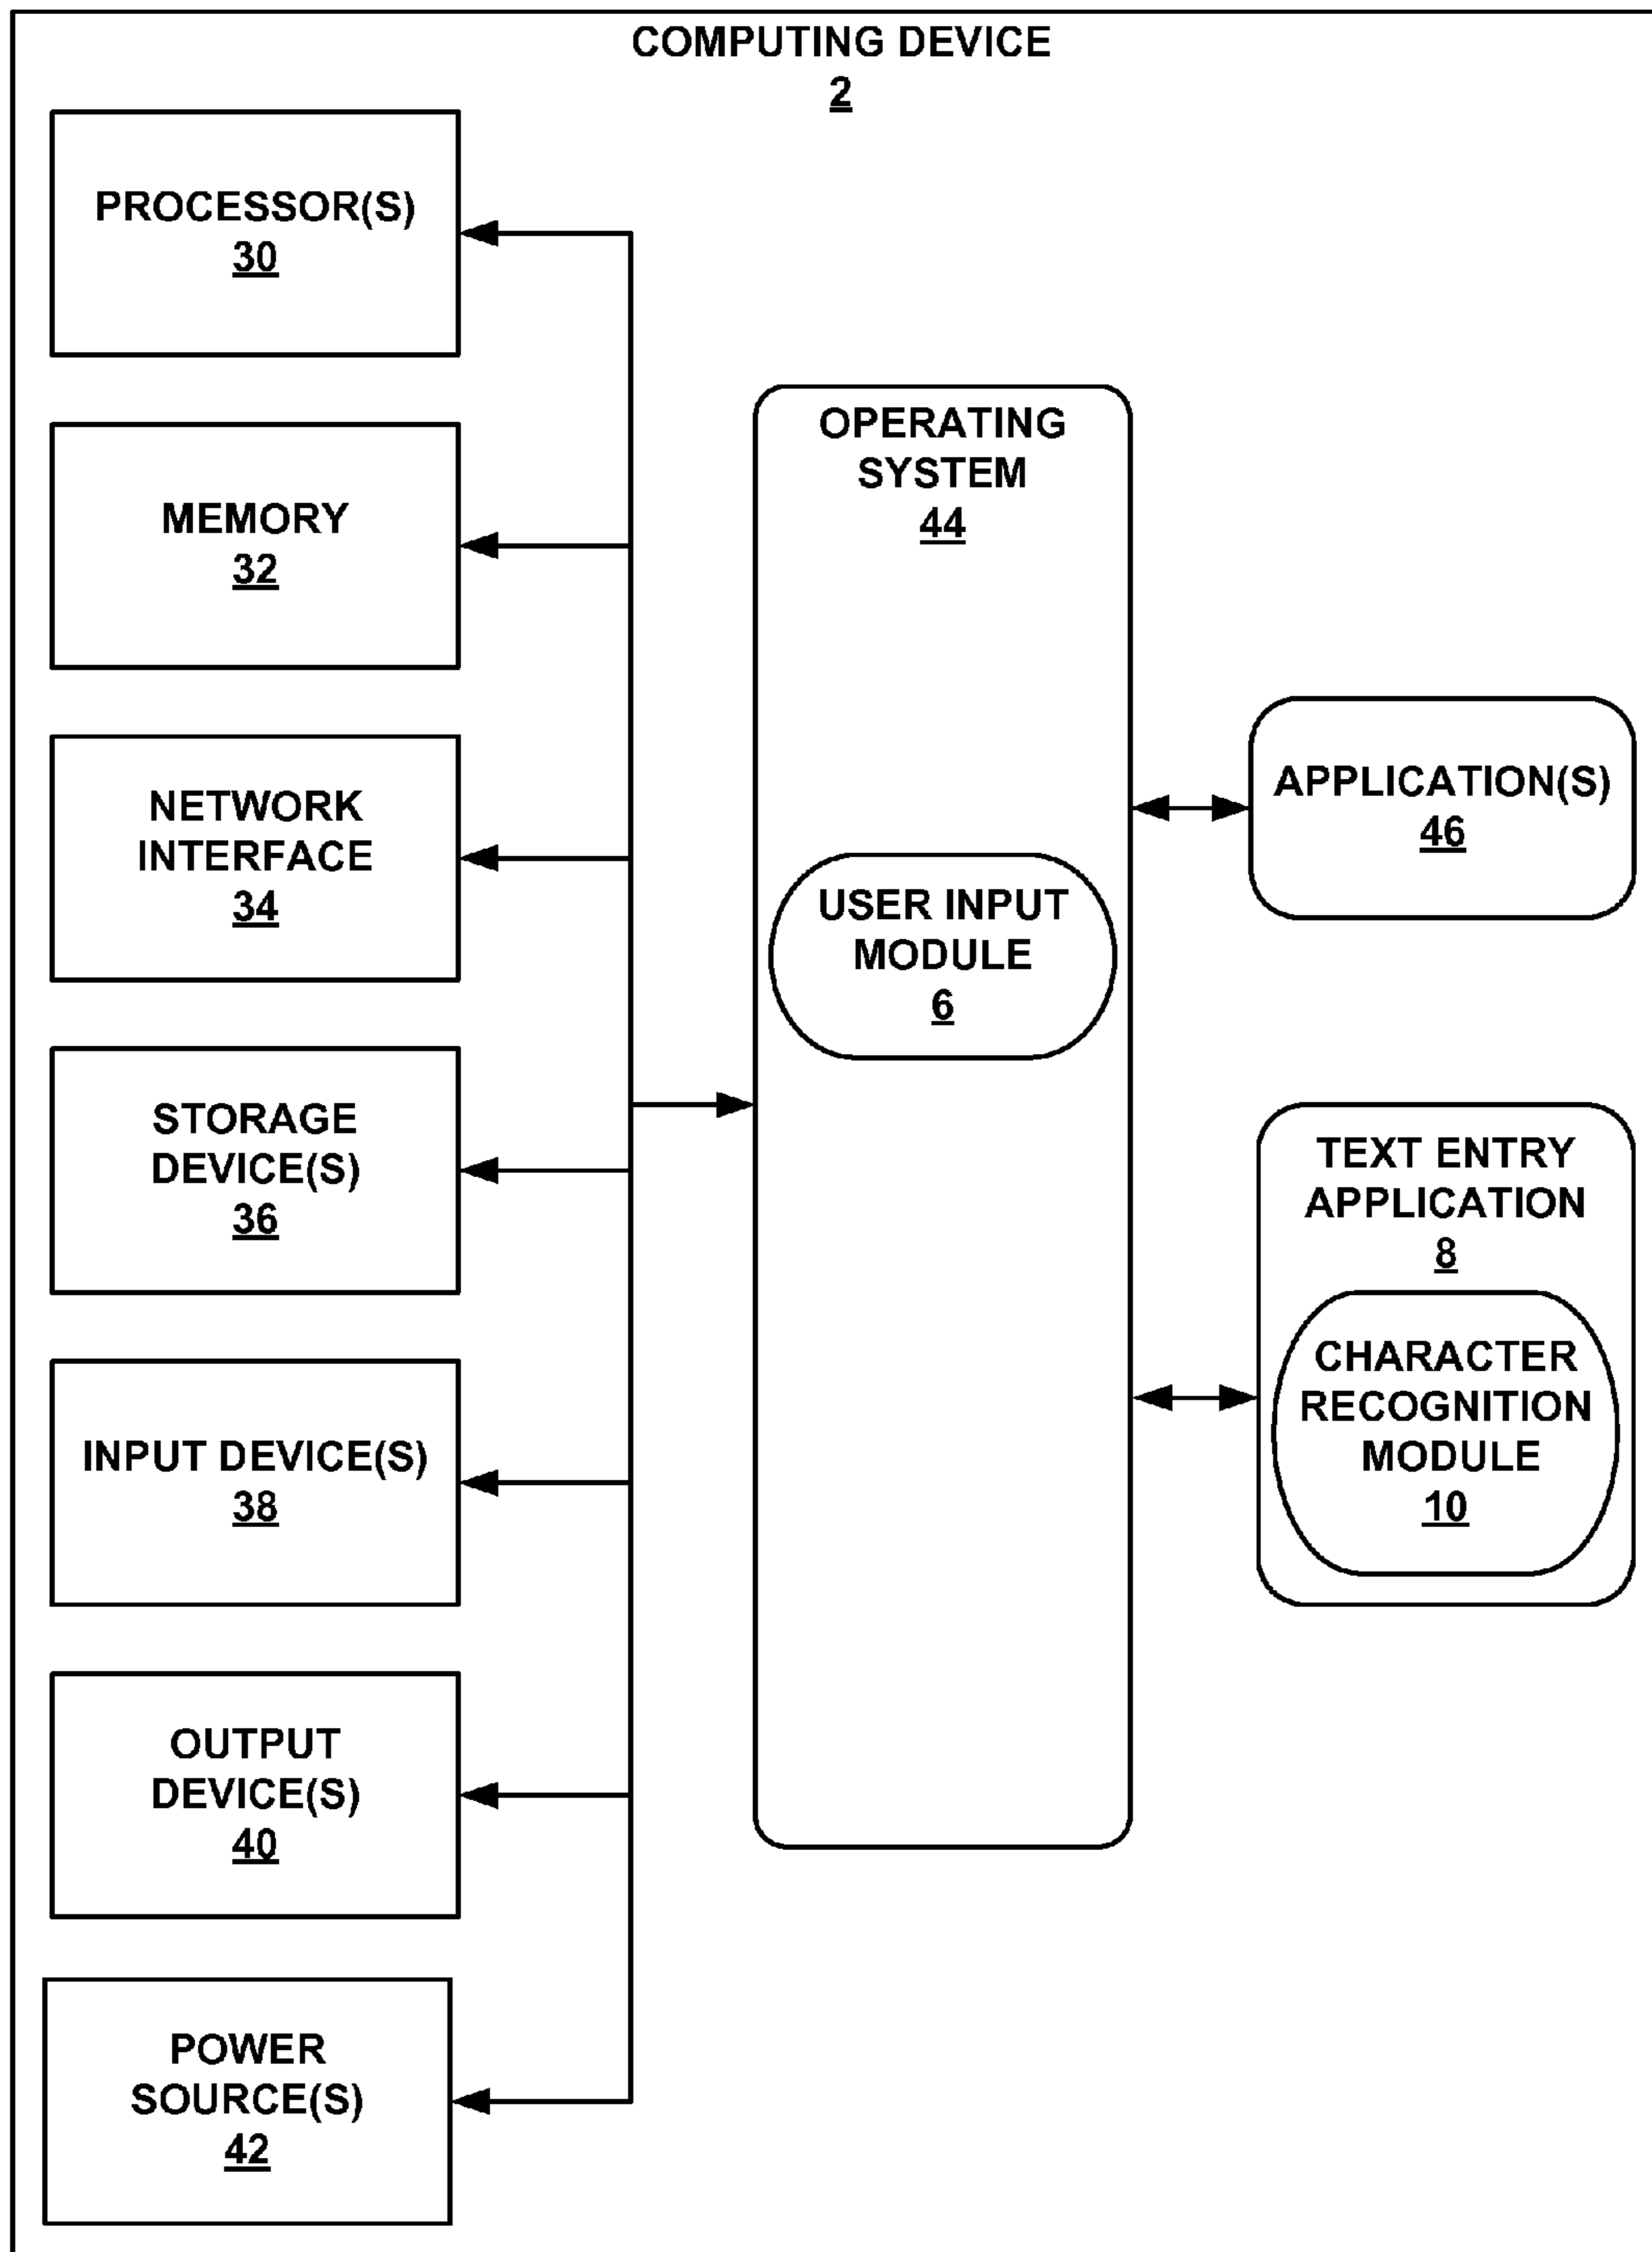 COMPUTING DEVICE
2
PROCESSOR(S)
30
MEMORY
32
NETWORK
INTERFACE
34
STORAGE
DEVICE(S)
36
INPUT DEVICE(S)
38
OUTPUT
DEVICE(S)
40
POWER
SOURCE(S)
42
OPERATING
SYSTEM
44
USER INPUT
MODULE
6
APPLICATION(S)
46
TEXT ENTRY
APPLICATION
8
CHARACTER
RECOGNITION
MODULE
10